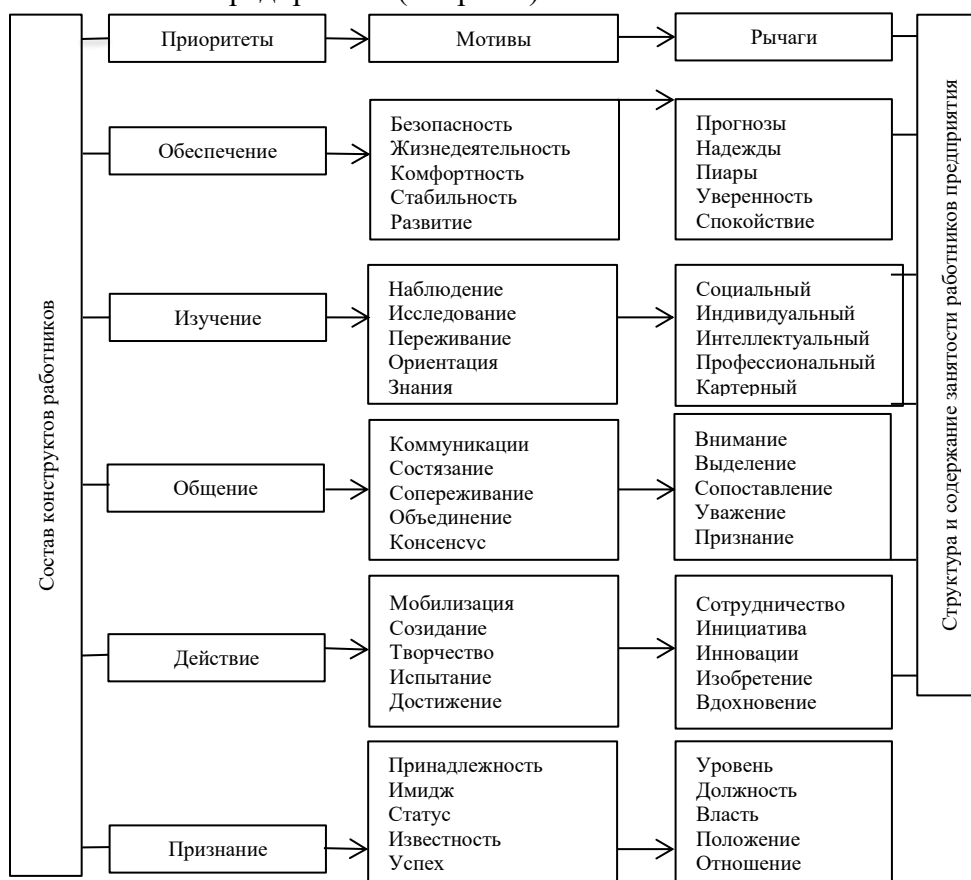 Состав конструктов работников
Приоритеты
Мотивы
Рычаги
Обеспечение
Безопасность
Жизнедеятельность
Комфортность
Стабильность
Развитие
Прогнозы
Надежды
Пиары
Уверенность
Спокойствие
Изучение
Наблюдение
Исследование
Переживание
Ориентация
Знания
Социальный
Индивидуальный
Интеллектуальный
Профессиональный
Картерный
Общение
Коммуникации
Состязание
Сопереживание
Объединение
Консенсус
Внимание
Выделение
Сопоставление
Уважение
Признание
Действие
Мобилизация
Созидание
Творчество
Испытание
Достижение
Сотрудничество
Инициатива
Инновации
Изобретение
Вдохновение
Признание
Принадлежность
Имидж
Статус
Известность
Успех
Уровень
Должность
Власть
Положение
Отношение
Структура и содержание занятости работников предприятия